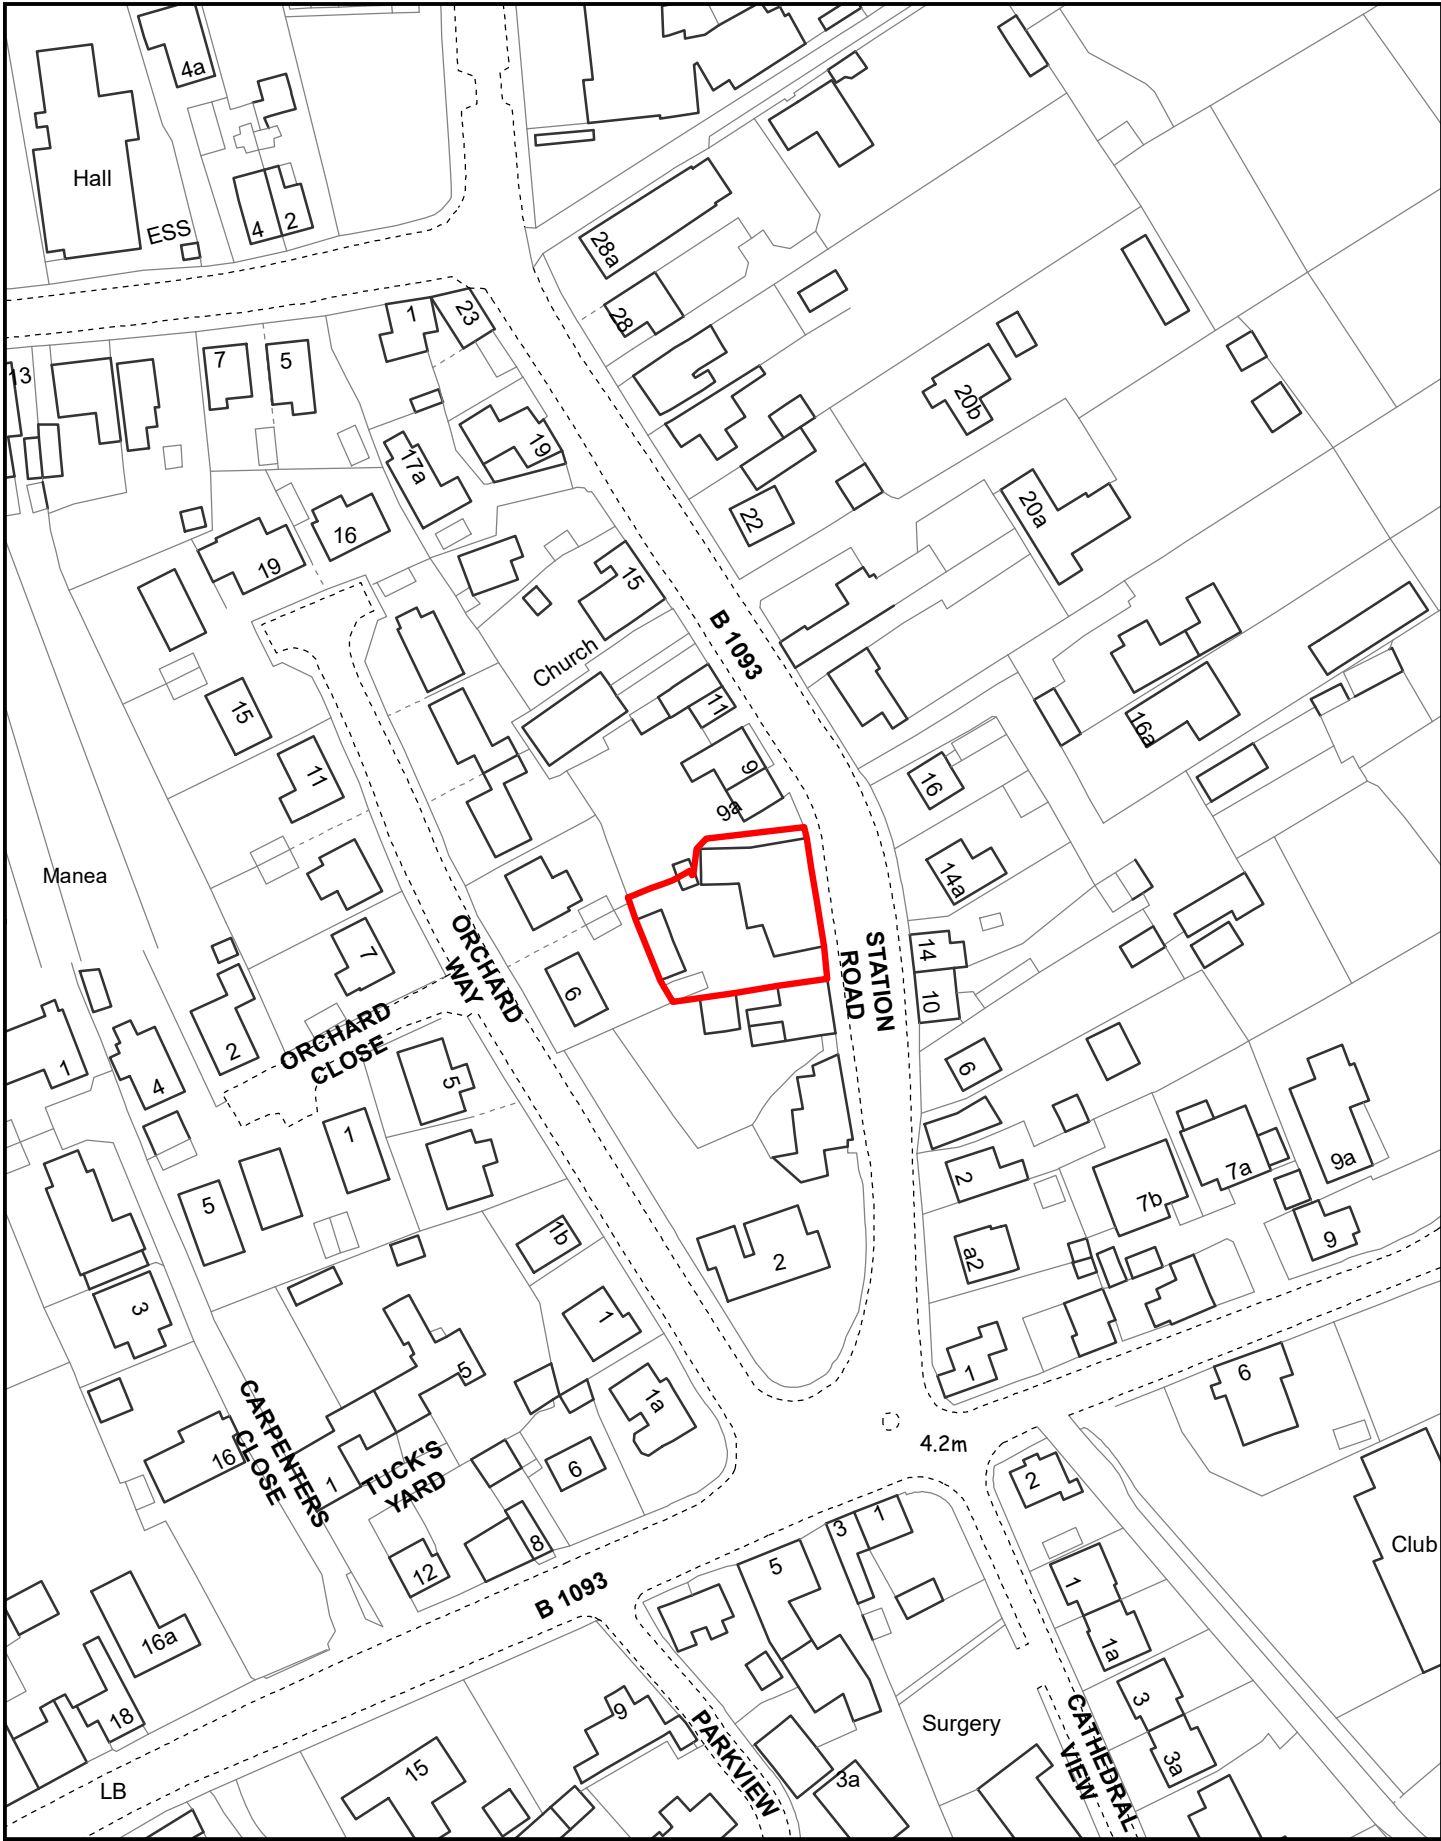 4a
Hall
ESS
4
2
28a
28
1
23
13
7
5
20b
19
17a
20a
22
16
19
15
B 1093
Church
11
15
16a
9
11
16
9a
14a
Manea
ORCHARD
WAY
7
STATION
ROAD
14
6
10
ORCHARD
CLOSE
2
1
4
5
6
1
9a
7a
2
7b
5
1b
9
a2
2
3
1
5
1
6
1a
CARPENTERS
CLOSE
4.2m
16
TUCK'S
YARD
1
6
2
3
1
8
Club
5
12
1
B 1093
16a
1a
9
3
18
PARKVIEW
Surgery
CATHEDRAL
VIEW
3a
15
3a
LB